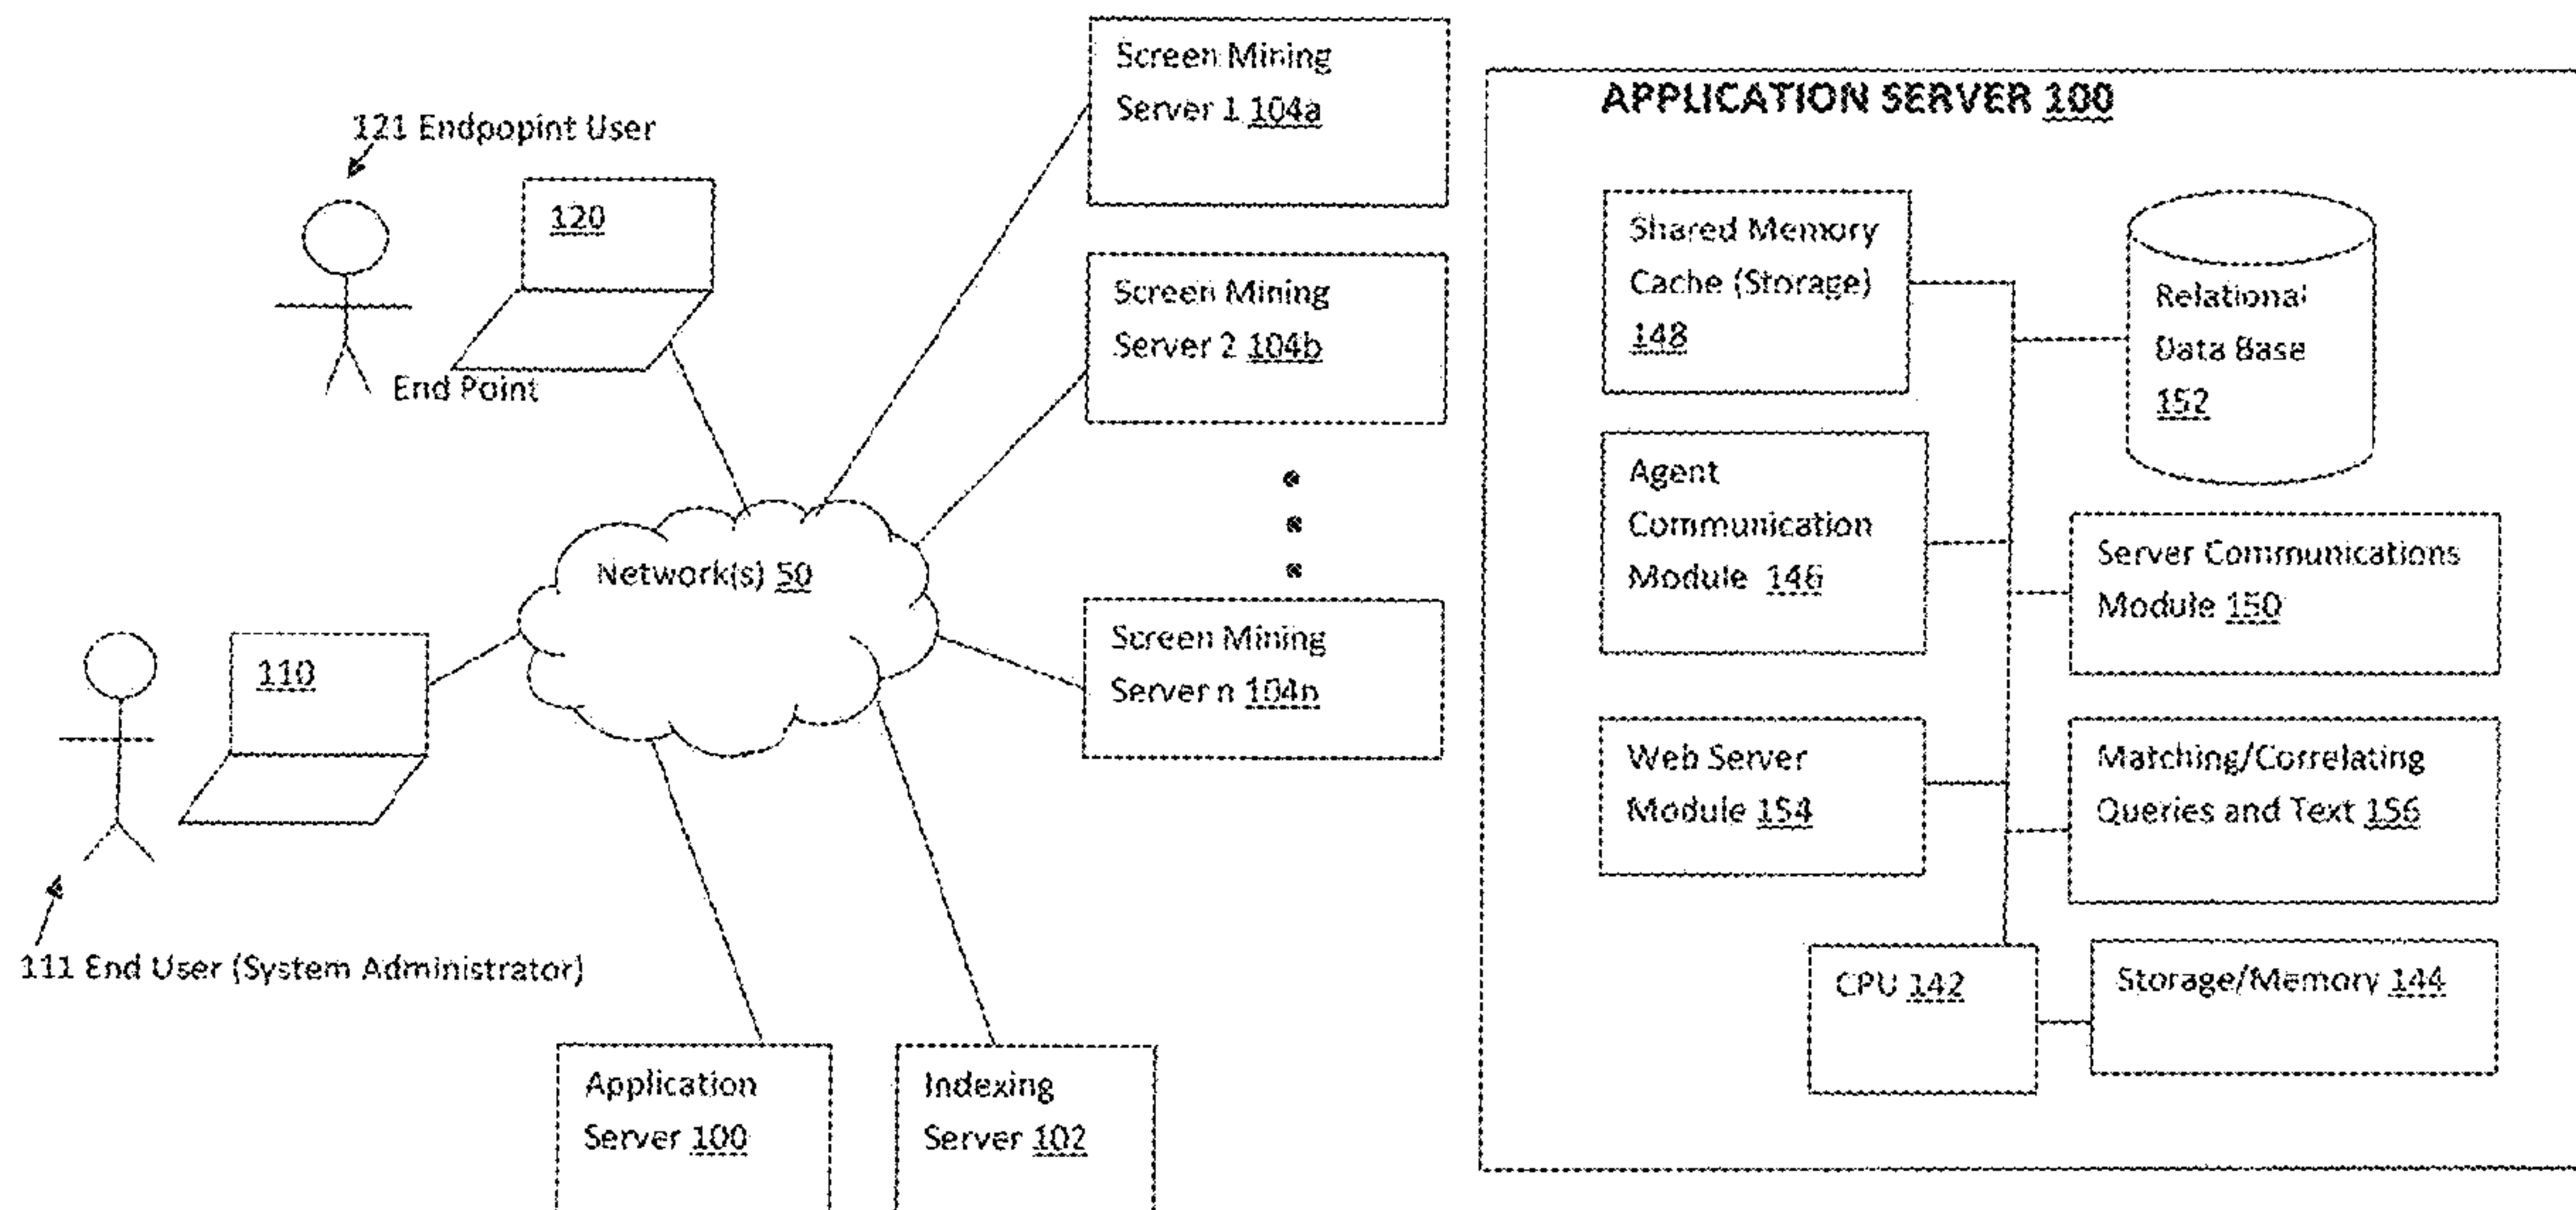 121 Endpopint User
120
End Point
Network(s) 50
110
111 End User (System Administrator)
Application
Server 100
Indexing
Server 102
Screen Mining
Server 1 104a
Screen Mining
Server 2 104b
Screen Mining
Server n 104n
APPLICATION SERVER 100
Shared Memory
Cache (Storage)
148
Relational
Data Base
152
Agent
Communication
Module 146
Server Communications
Module 150
Web Server
Module 154
Matching/Correlating
Queries and Text 156
CPU 142
Storage/Memory 144